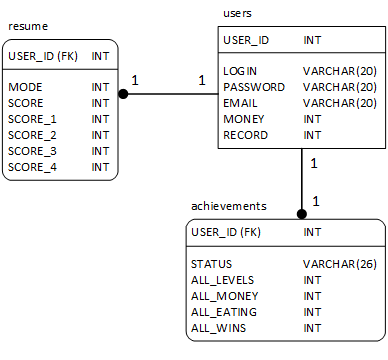 users
resume
USER_ID INT
LOGIN VARCHAR(20)
PASSWORD VARCHAR(20)
EMAIL VARCHAR(20)
MONEY INT
RECORD INT
USER_ID (FK) INT
MODE INT
SCORE INT
SCORE_1 INT
SCORE_2 INT
SCORE_3 INT
SCORE_4 INT
1
1
1
1
achievements
USER_ID (FK) INT
STATUS VARCHAR(26)
ALL_LEVELS INT
ALL_MONEY INT
ALL_EATING INT
ALL_WINS INT